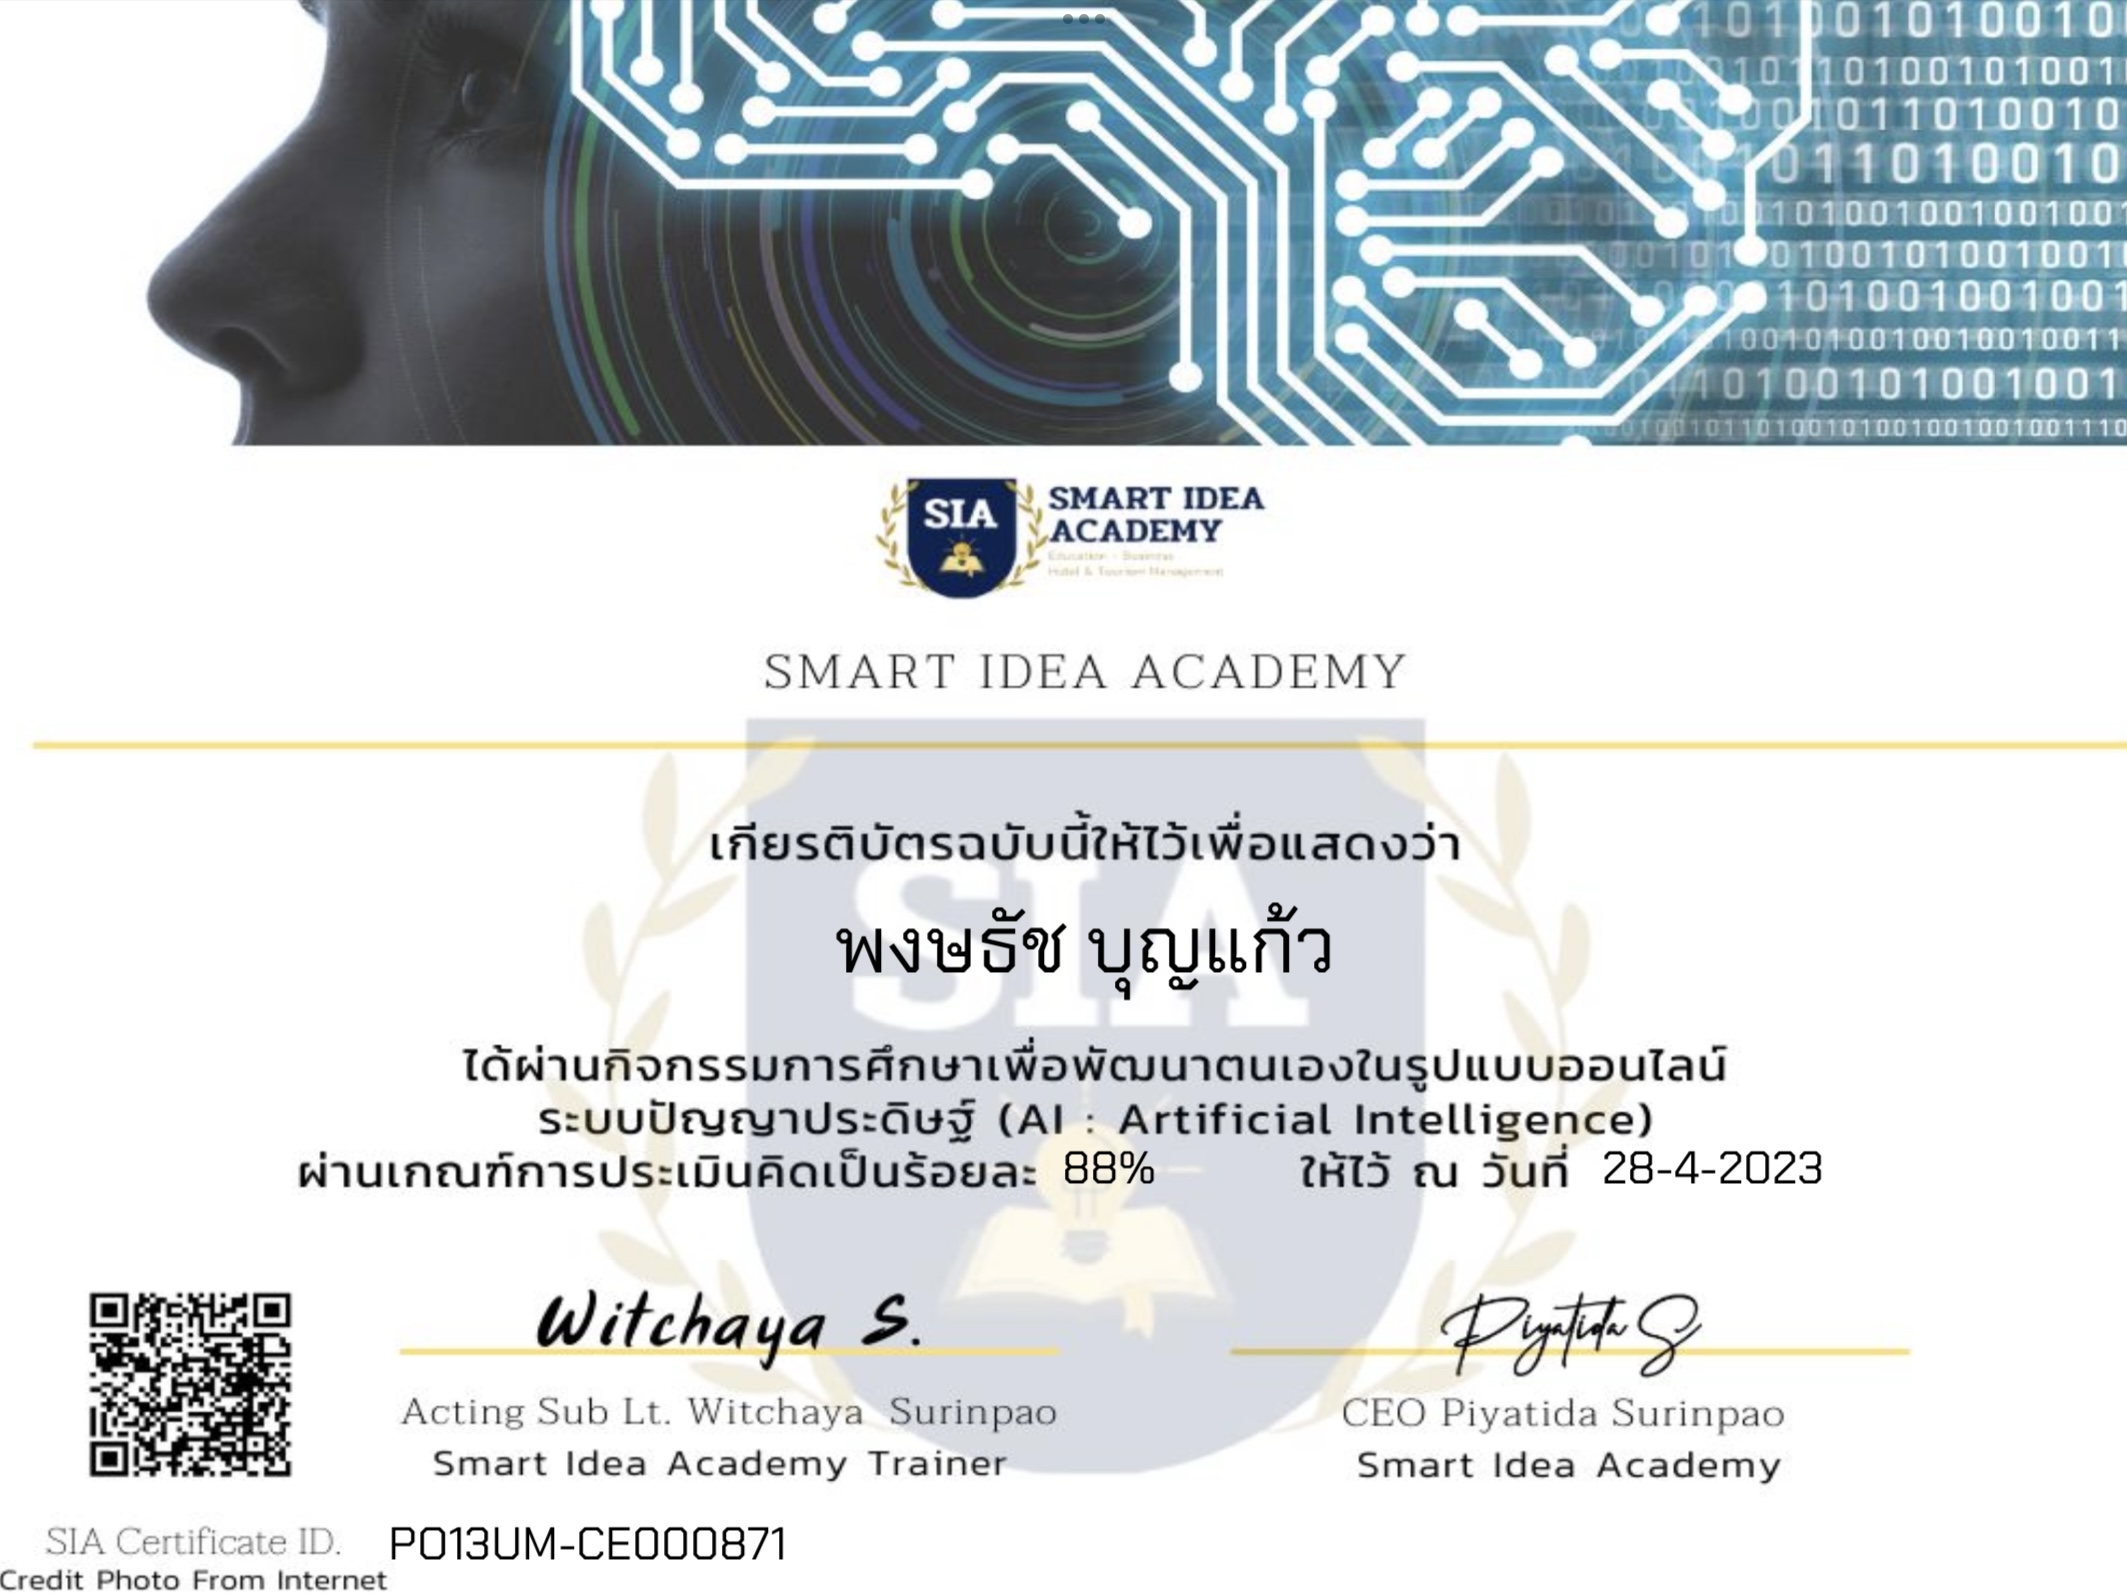 SIA
SMART IDEA
ACADEMY
Education - Business
Hotel & Tourism Management
SMART IDEA ACADEMY
เกียรติบัตรฉบับนี้ให้ไว้เพื่อแสดงว่า
พงษธัช บุญแก้ว
ได้ผ่านกิจกรรมการศึกษาเพื่อพัฒนาตนเองในรูปแบบออนไลน์
ระบบปัญญาประดิษฐ์ (AI : Artificial Intelligence)
ผ่านเกณฑ์การประเมินคิดเป็นร้อยละ 88% ให้ไว้ ณ วันที่ 28-4-2023
Witchaya S.
Piyatida S
Acting Sub Lt. Witchaya Surinpao
CEO Piyatida Surinpao
Smart Idea Academy Trainer
Smart Idea Academy
SIA Certificate ID. PO13UM-CE000871
Credit Photo From Internet